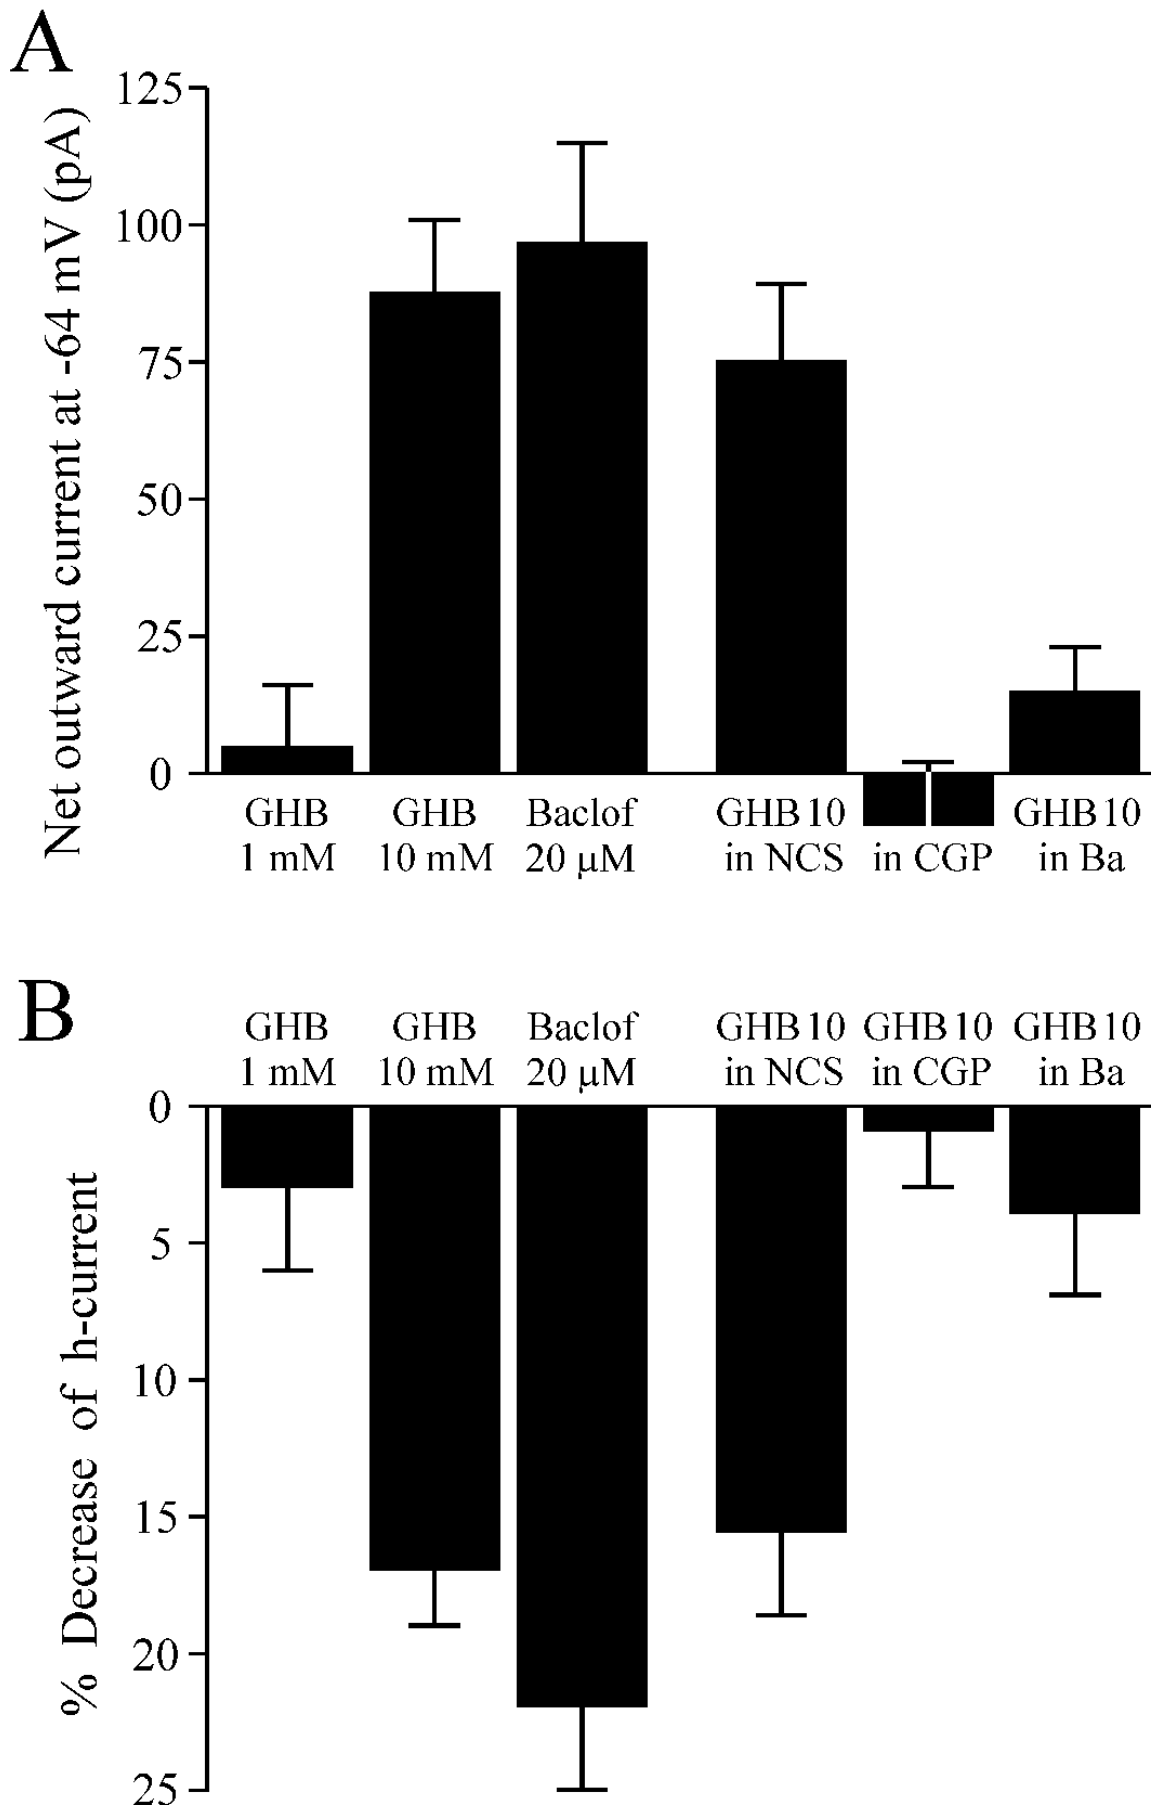 A
Net outward current at -64 mV (pA)
125
100
75
50
25
0
GHB
1 mM
GHB
10 mM
Baclof
20 µM
GHB 10
in NCS
in CGP
GHB 10
in Ba
B
GHB
1 mM
GHB
10 mM
Baclof
20 µM
GHB 10
in NCS
GHB 10
in CGP
GHB 10
in Ba
% Decrease of h-current
0
5
10
15
20
25